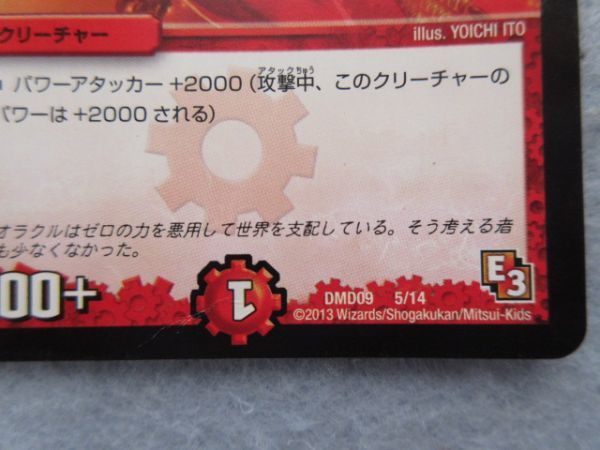 クリーチャー
illus. YOICHI ITO
パワーアタッカー +2000 (攻撃中、このクリーチャーの
アタックちゅう
パワーは +2000 される)
オラクルはゼロの力を悪用して世界を支配している。そう考える者
も少なくなかった。
00+
1
DMD09 5/14
E3
©2013 Wizards/Shogakukan/Mitsui-Kids